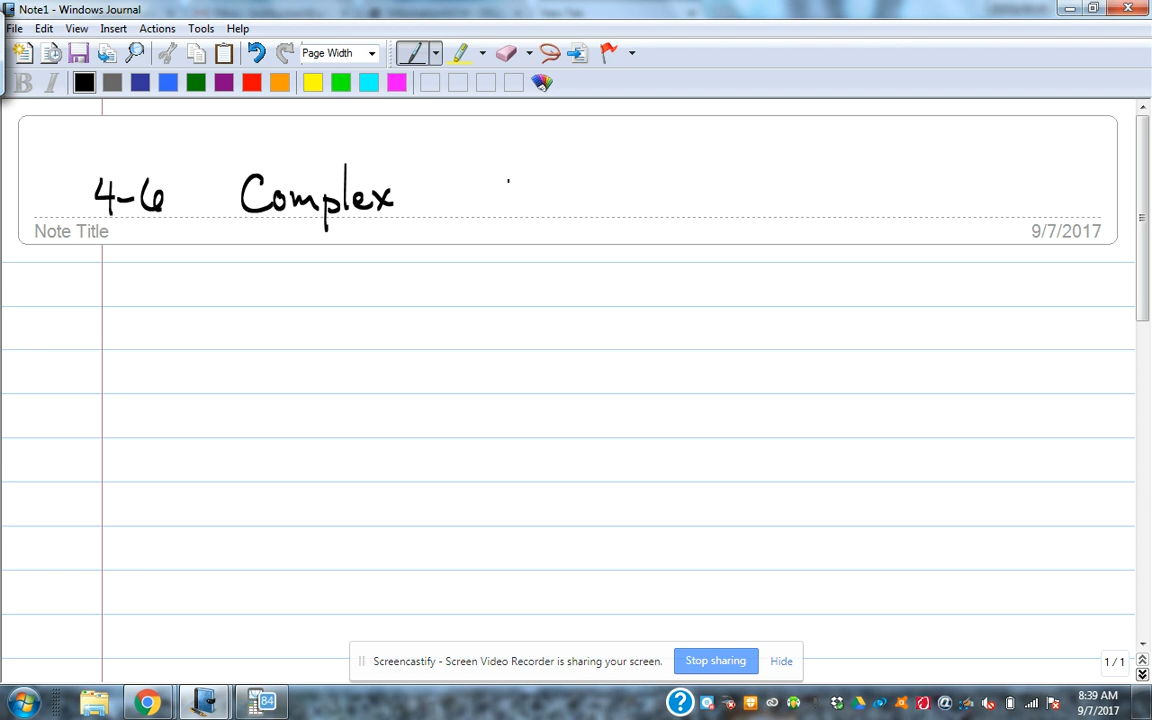 Note1 - Windows Journal
File Edit View Insert Actions Tools Help
Page Width
B I
4-6 Complex
Note Title 9/7/2017
Screencastify - Screen Video Recorder is sharing your screen. Stop sharing Hide
1 / 1
84
8:39 AM
9/7/2017